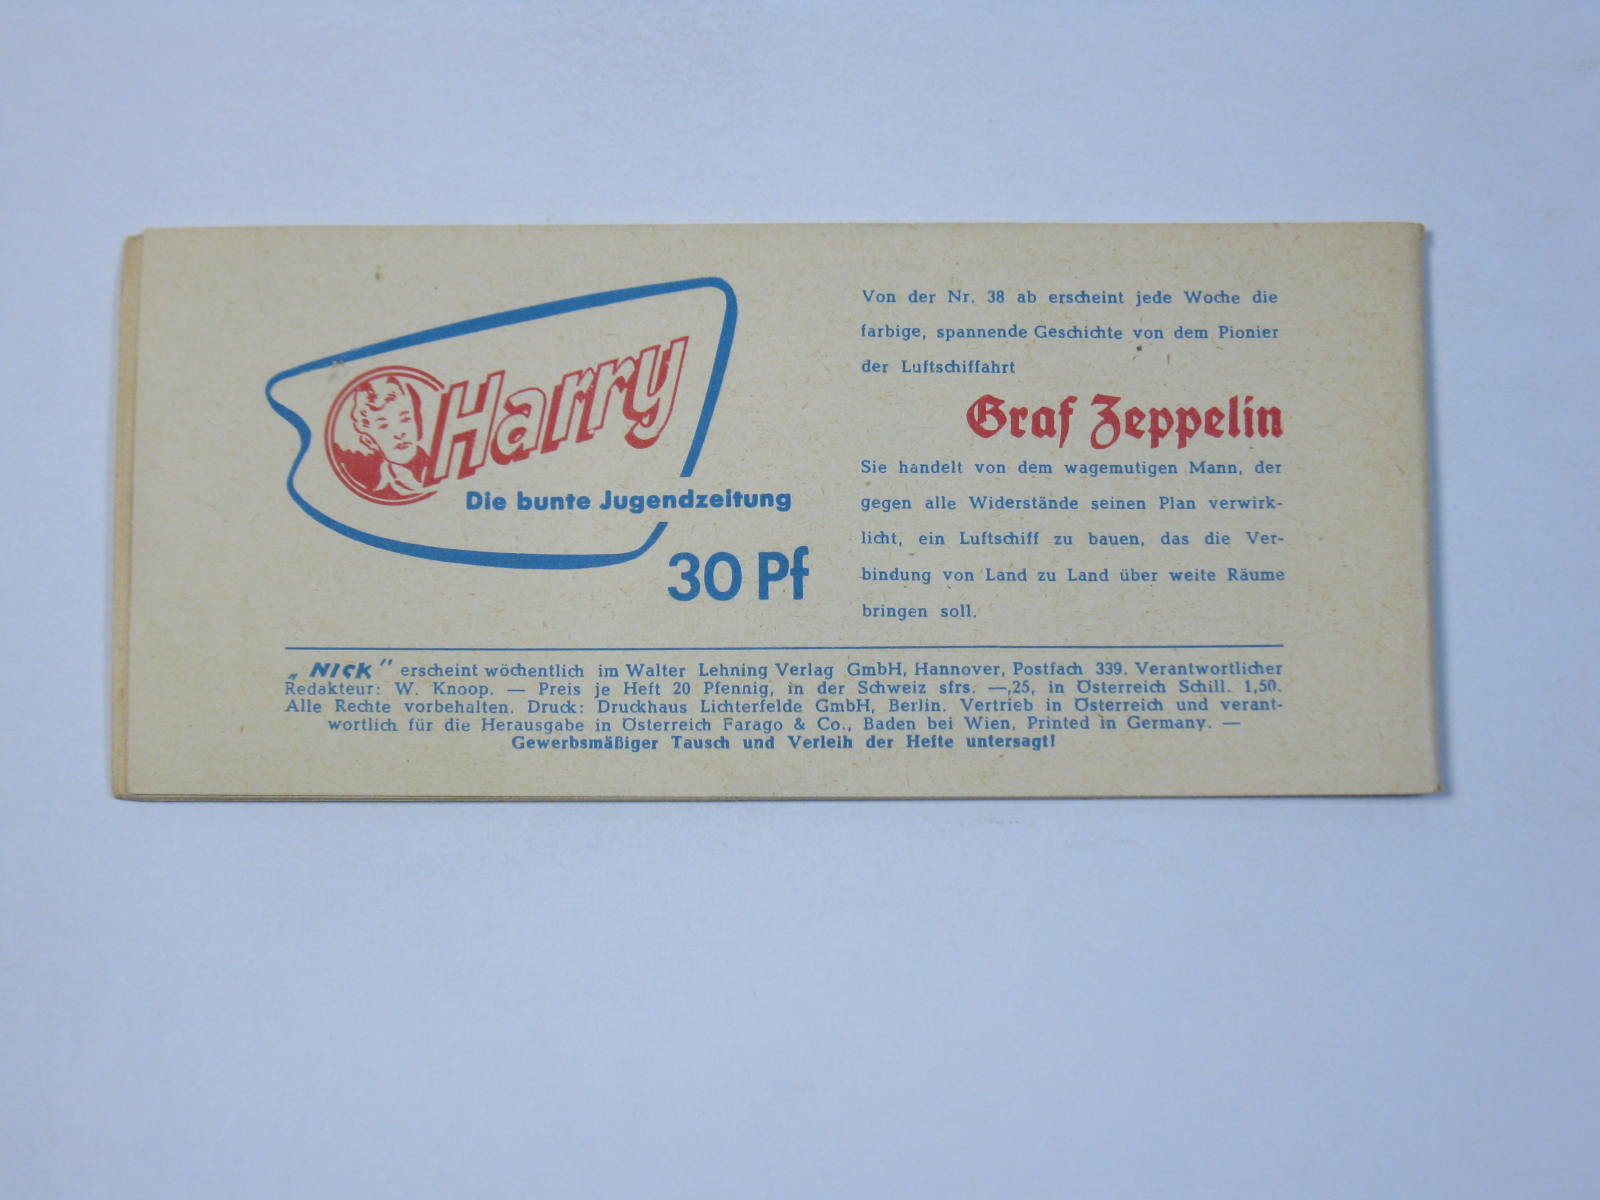 Harry
Die bunte Jugendzeitung
30 Pf
Von der Nr. 38 ab erscheint jede Woche die
farbige, spannende Geschichte von dem Pionier
der Luftschiffahrt
Graf Zeppelin
Sie handelt von dem wagemutigen Mann, der
gegen alle Widerstände seinen Plan verwirk-
licht, ein Luftschiff zu bauen, das die Ver-
bindung von Land zu Land über weite Räume
bringen soll.
„NICK" erscheint wöchentlich im Walter Lehning Verlag GmbH, Hannover, Postfach 339. Verantwortlicher
Redakteur: W. Knoop. — Preis je Heft 20 Pfennig, in der Schweiz sfrs. —,25, in Österreich Schill. 1,50.
Alle Rechte vorbehalten. Druck: Druckhaus Lichterfelde GmbH, Berlin. Vertrieb in Österreich und verant-
wortlich für die Herausgabe in Österreich Farago & Co., Baden bei Wien, Printed in Germany. —
Gewerbsmäßiger Tausch und Verleih der Hefte untersagt!